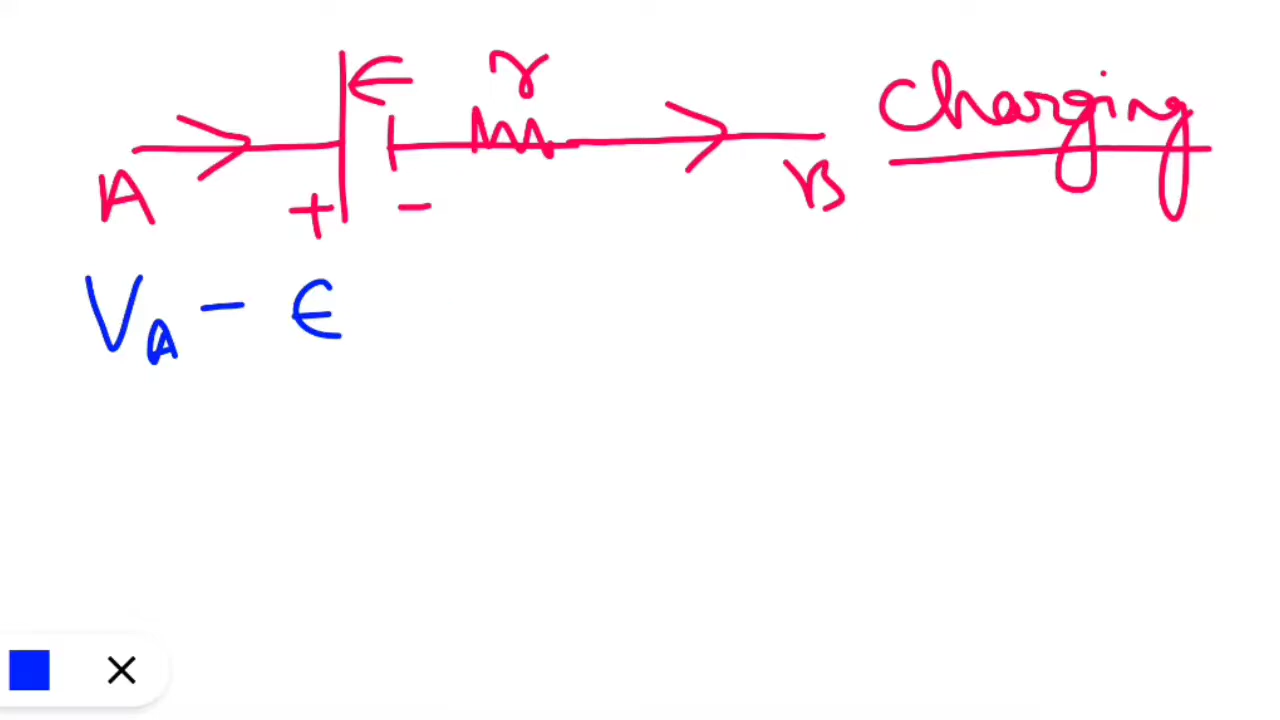 ϵ r Charging
A + - B
V_A - ϵ